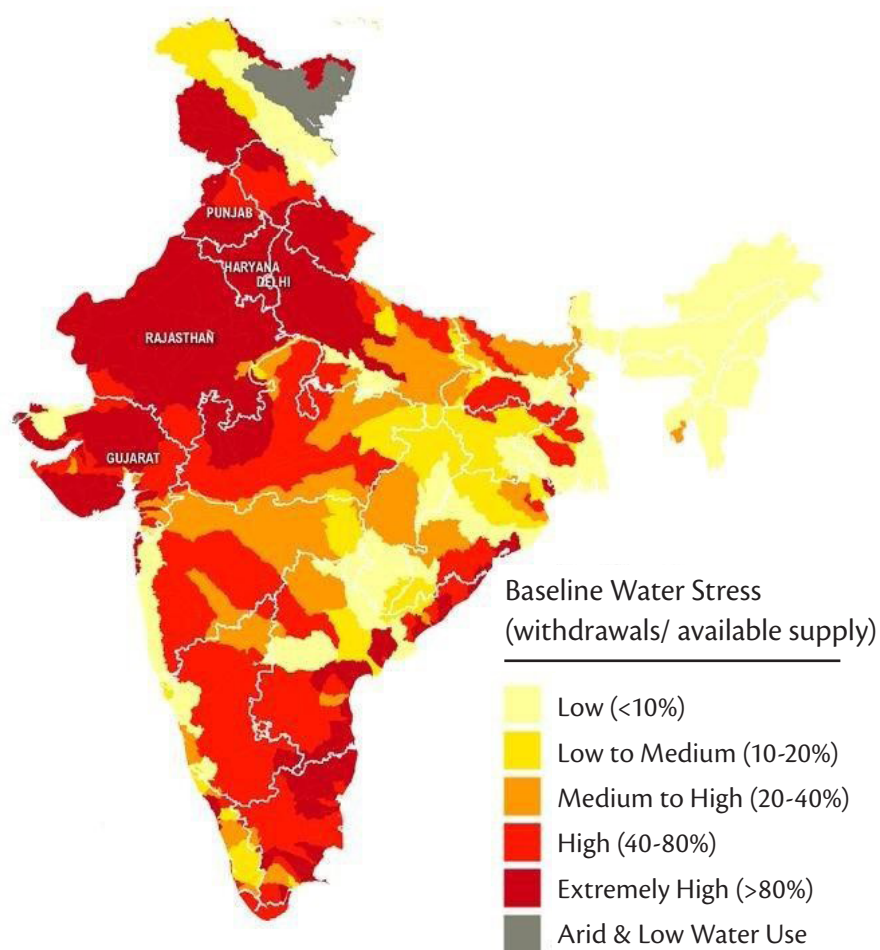 PUNJAB
HARYANA
DELHI
RAJASTHAN
GUJARAT
Baseline Water Stress
(withdrawals/ available supply)
Low (<10%)
Low to Medium (10-20%)
Medium to High (20-40%)
High (40-80%)
Extremely High (>80%)
Arid & Low Water Use